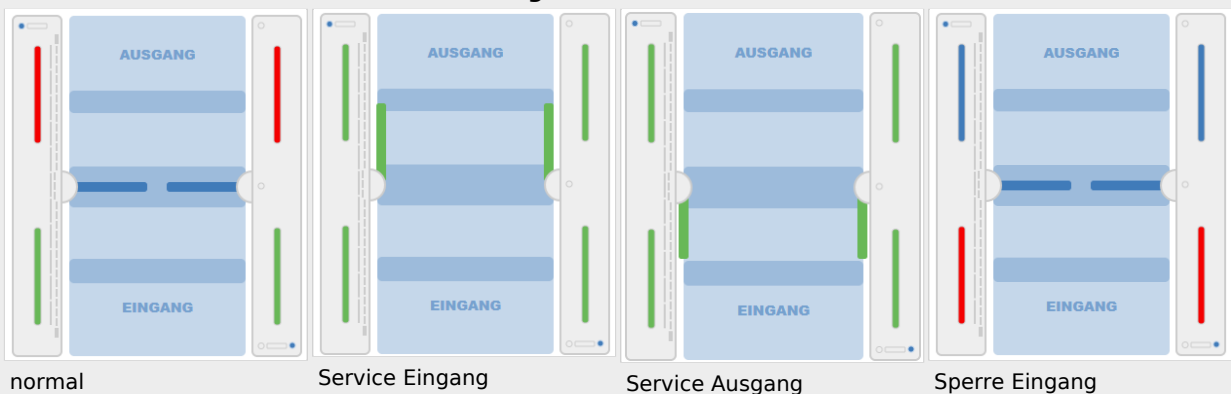 AUSGANG
AUSGANG
AUSGANG
AUSGANG
EINGANG
EINGANG
EINGANG
EINGANG
normal
Service Eingang
Service Ausgang
Sperre Eingang